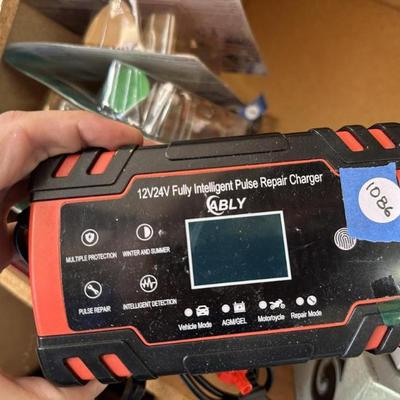 12V24V Fully Intelligent Pulse Repair Charger
CABLY
1086
MULTIPLE PROTECTION
WINTER AND SUMMER
PULSE REPAIR
INTELLIGENT DETECTION
Vehicle Mode
AGM/GEL
Motorcycle
Repair Mode